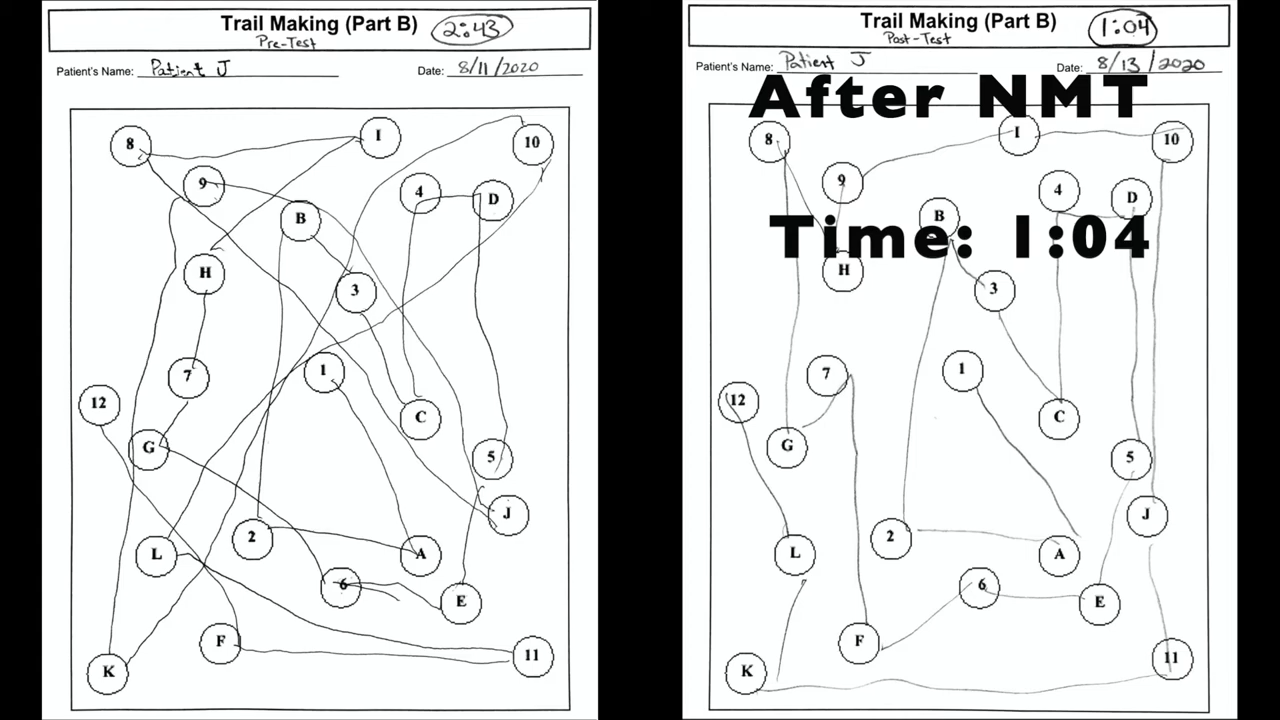 Trail Making (Part B)
2:43
Pre-Test
Patient's Name: Patient J
Date: 8/11/2020
8
I
10
9
4
D
B
H
3
7
1
12
C
G
5
J
2
L
A
6
E
F
11
K
Trail Making (Part B)
1:04
Post-Test
Patient's Name: Patient J
Date: 8/13/2020
After NMT
8
I
10
9
4
D
B
Time: 1:04
H
3
7
1
12
C
G
5
J
2
L
A
6
E
F
11
K